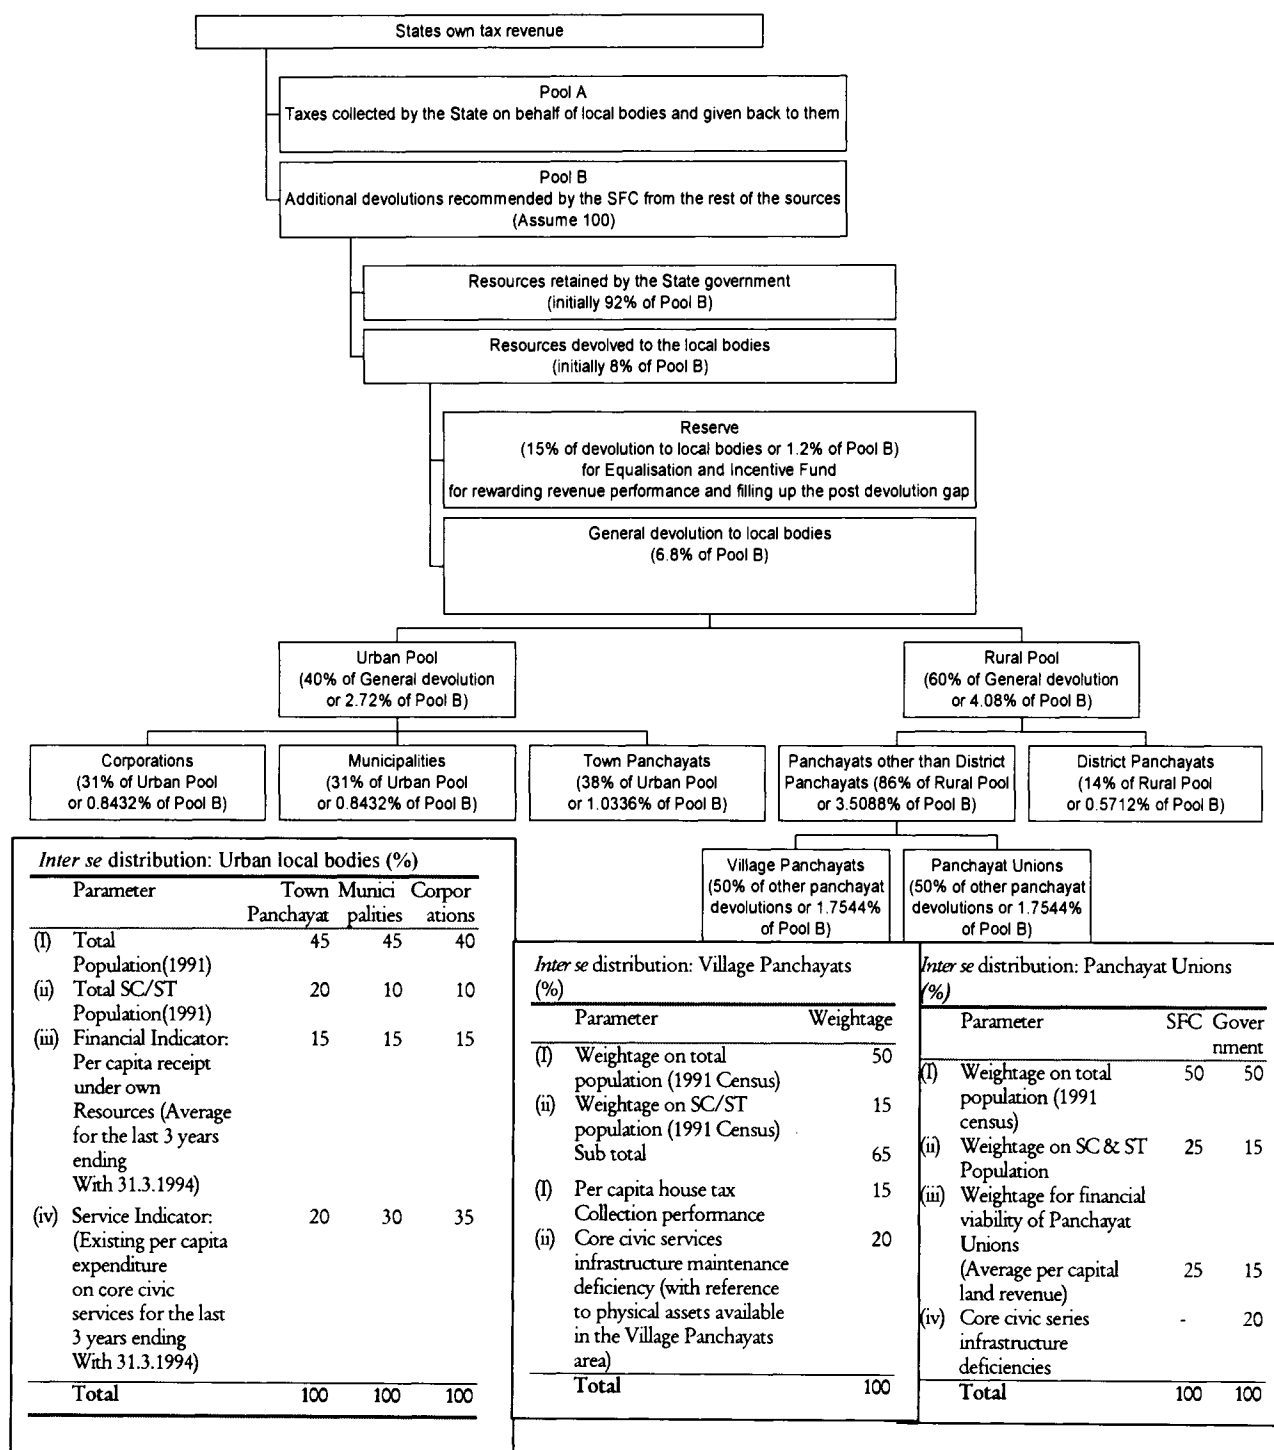 States own tax revenue
Pool A
Taxes collected by the State on behalf of local bodies and given back to them
Pool B
Additional devolutions recommended by the SFC from the rest of the sources
(Assume 100)
Resources retained by the State government
(initially 92% of Pool B)
Resources devolved to the local bodies
(initially 8% of Pool B)
Reserve
(15% of devolution to local bodies or 1.2% of Pool B)
for Equalisation and Incentive Fund
for rewarding revenue performance and filling up the post devolution gap
General devolution to local bodies
(6.8% of Pool B)
Urban Pool
(40% of General devolution
or 2.72% of Pool B)
Rural Pool
(60% of General devolution
or 4.08% of Pool B)
Corporations
(31% of Urban Pool
or 0.8432% of Pool B)
Municipalities
(31% of Urban Pool
or 0.8432% of Pool B)
Town Panchayats
(38% of Urban Pool
or 1.0336% of Pool B)
Panchayats other than District
Panchayats (86% of Rural Pool
or 3.5088% of Pool B)
District Panchayats
(14% of Rural Pool
or 0.5712% of Pool B)
Village Panchayats
(50% of other panchayat
devolutions or 1.7544%
of Pool B)
Panchayat Unions
(50% of other panchayat
devolutions or 1.7544%
of Pool B)
Inter se distribution: Urban local bodies (%)
Parameter Town Munici Corpor
Panchayat palities ations
(I) Total 45 45 40
Population(1991)
(ii) Total SC/ST 20 10 10
Population(1991)
(iii) Financial Indicator: 15 15 15
Per capita receipt
under own
Resources (Average
for the last 3 years
ending
With 31.3.1994)
(iv) Service Indicator: 20 30 35
(Existing per capita
expenditure
on core civic
services for the last
3 years ending
With 31.3.1994)
Total 100 100 100
Inter se distribution: Village Panchayats
(%)
Parameter Weightage
(I) Weightage on total 50
population (1991 Census)
(ii) Weightage on SC/ST 15
population (1991 Census)
Sub total 65
(I) Per capita house tax 15
Collection performance
(ii) Core civic services 20
infrastructure maintenance
deficiency (with reference
to physical assets available
in the Village Panchayats
area)
Total 100
Inter se distribution: Panchayat Unions
(%)
Parameter SFC Gover
nment
(I) Weightage on total 50 50
population (1991
census)
(ii) Weightage on SC & ST 25 15
Population
(iii) Weightage for financial
viability of Panchayat
Unions
(Average per capital 25 15
land revenue)
(iv) Core civic series - 20
infrastructure
deficiencies
Total 100 100